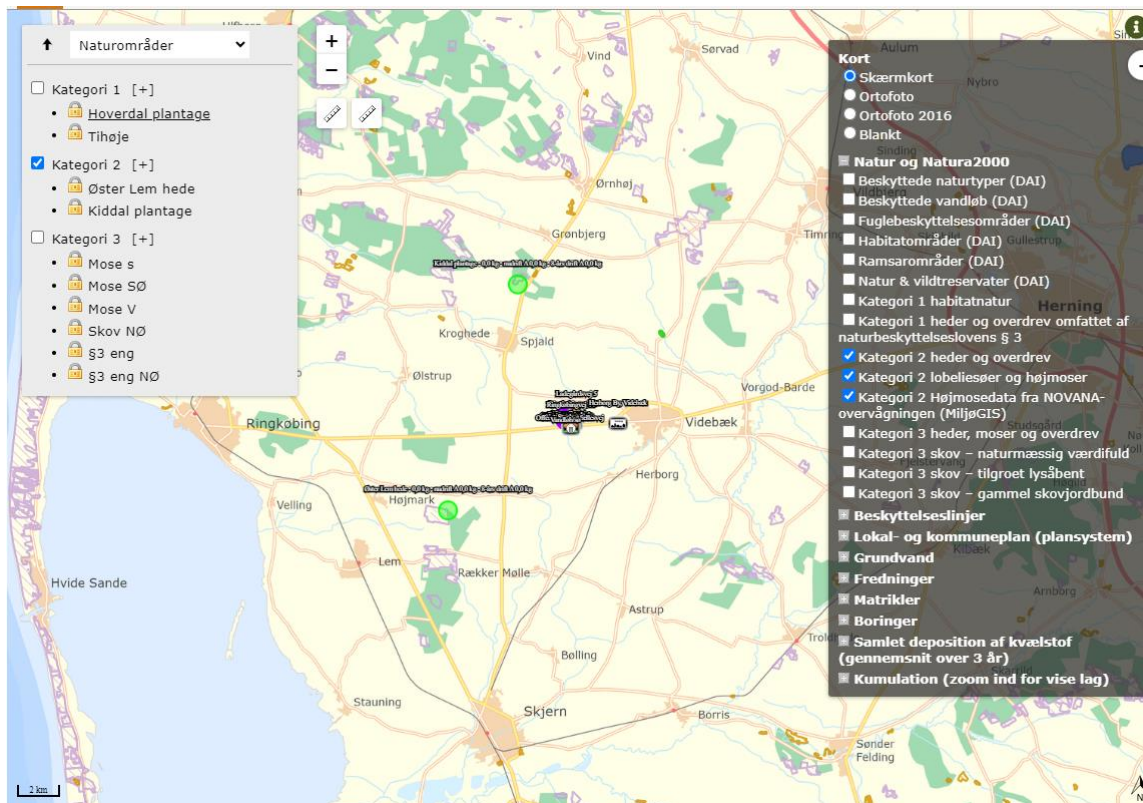 Naturområder
Kategori 1 [+]
Hoverdal plantage
Tihøje
Kategori 2 [+]
Øster Lem hede
Kiddal plantage
Kategori 3 [+]
Mose s
Mose SØ
Mose V
Skov NØ
§3 eng
§3 eng NØ
+
−
Kort
Skærmkort
Ortofoto
Ortofoto 2016
Blankt
Natur og Natura2000
Beskyttede naturtyper (DAI)
Beskyttede vandløb (DAI)
Fuglebeskyttelsesområder (DAI)
Habitatområder (DAI)
Ramsarområder (DAI)
Natur & vildtreservater (DAI)
Kategori 1 habitatnatur
Kategori 1 heder og overdrev omfattet af
naturbeskyttelseslovens § 3
Kategori 2 heder og overdrev
Kategori 2 lobeliesøer og højmoser
Kategori 2 Højmosedata fra NOVANA-
overvågningen (MiljøGIS)
Kategori 3 heder, moser og overdrev
Kategori 3 skov – naturmæssig værdifuld
Kategori 3 skov – tilgroet lysåbent
Kategori 3 skov – gammel skovjordbund
Beskyttelseslinjer
Lokal- og kommuneplan (plansystem)
Grundvand
Fredninger
Matrikler
Boringer
Samlet deposition af kvælstof
(gennemsnit over 3 år)
Kumulation (zoom ind for vise lag)
Vind
Sørvad
Aulum
Nybro
Sinding
Ørnhøj
Grønbjerg
Gullestrup
Herning
Kroghede
Spjald
Ølstrup
Vorgod-Barde
Ringkøbing
Videbæk
Studsgård
Herborg
Velling
Højmark
Lem
Rækker Mølle
Hvide Sande
Astrup
Kibæk
Arnborg
Bølling
Skarrild
Stauning
Skjern
Borris
Sønder
Felding
2 km